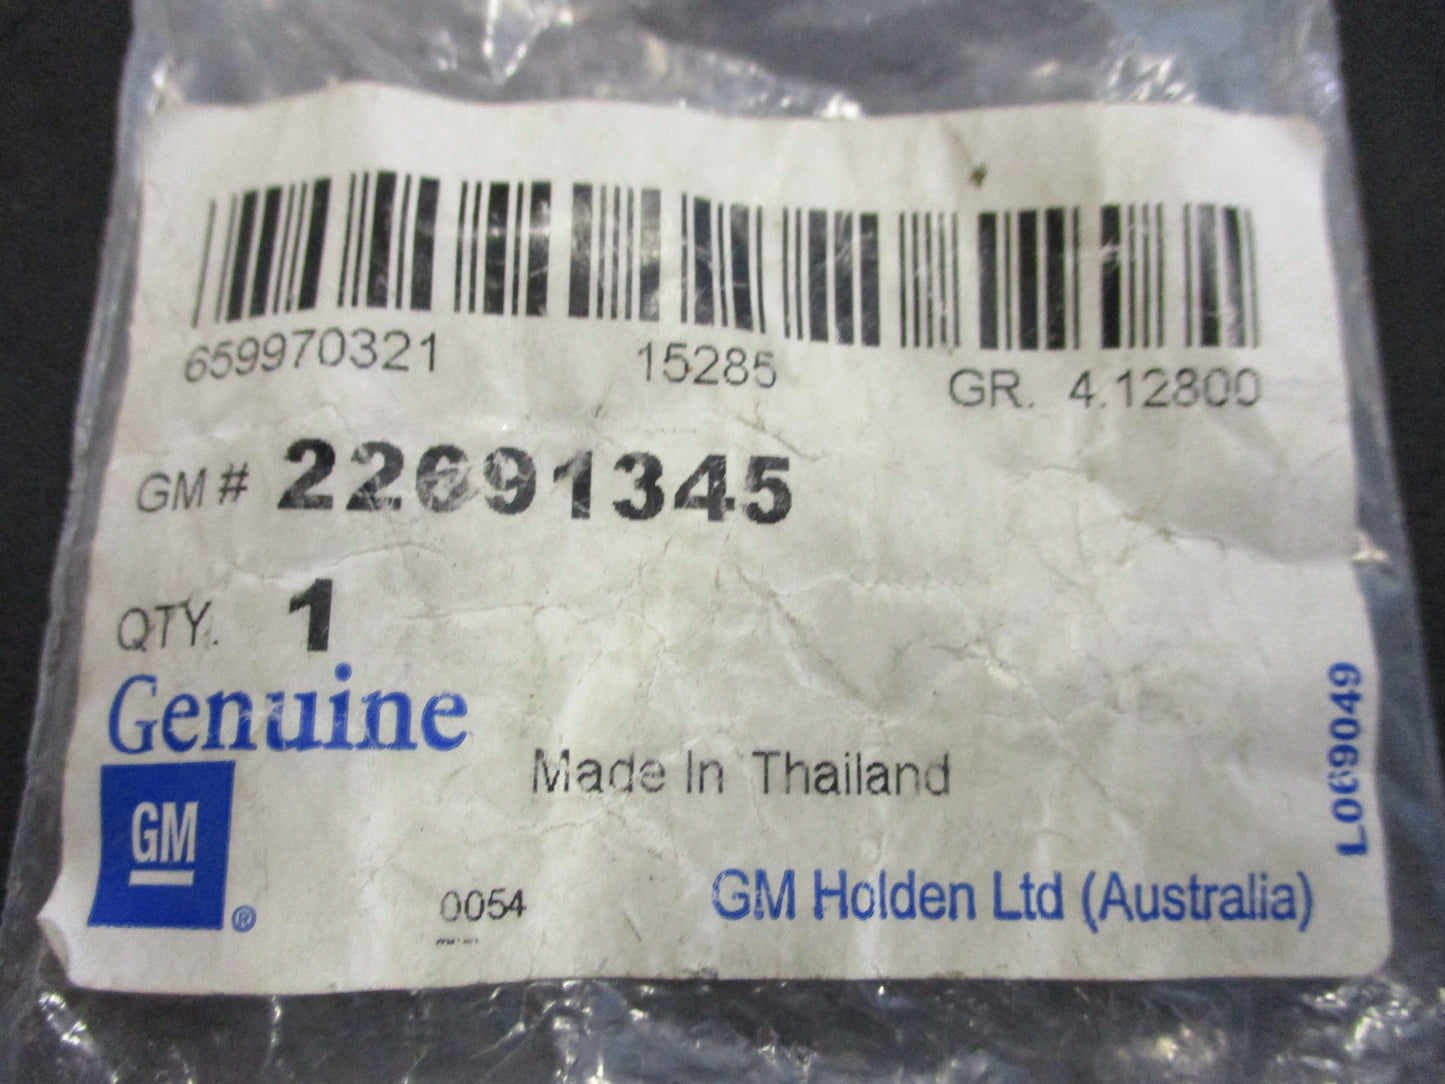 659970321 15285 GR. 4.12800
GM# 22691345
QTY. 1
Genuine
Made In Thailand
GM
®
0054
GM Holden Ltd (Australia)
L069049